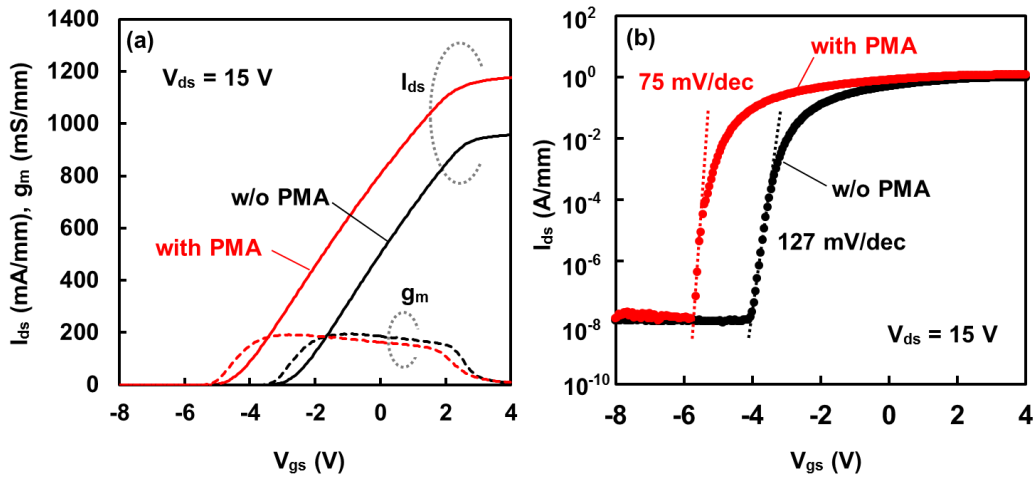 (a)
V_ds = 15 V
I_ds
w/o PMA
with PMA
g_m
I_ds (mA/mm), g_m (mS/mm)
1400
1200
1000
800
600
400
200
0
-8 -6 -4 -2 0 2 4
V_gs (V)
(b)
with PMA
75 mV/dec
w/o PMA
127 mV/dec
V_ds = 15 V
I_ds (A/mm)
10^2
10^0
10^-2
10^-4
10^-6
10^-8
10^-10
-8 -6 -4 -2 0 2 4
V_gs (V)